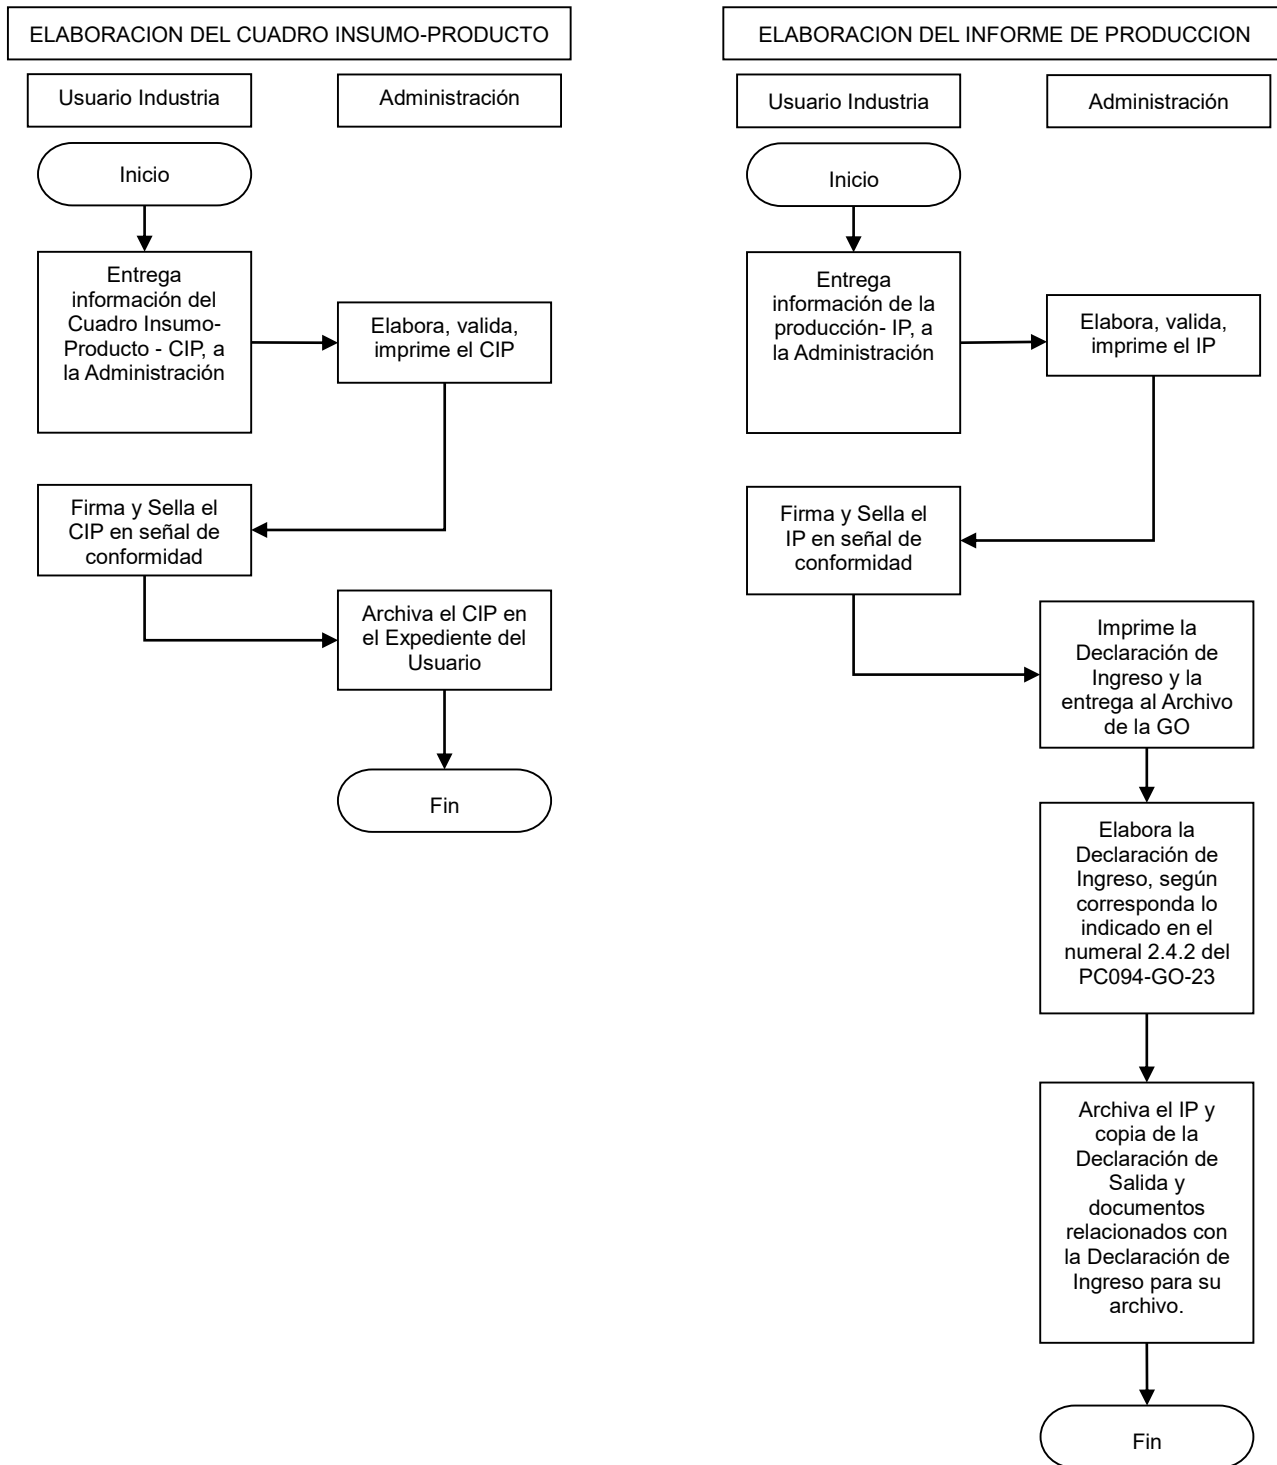 ELABORACION DEL CUADRO INSUMO-PRODUCTO
Usuario Industria
Administración
Inicio
Entrega
información del
Cuadro Insumo-
Producto - CIP, a
la Administración
Elabora, valida,
imprime el CIP
Firma y Sella el
CIP en señal de
conformidad
Archiva el CIP en
el Expediente del
Usuario
Fin
ELABORACION DEL INFORME DE PRODUCCION
Usuario Industria
Administración
Inicio
Entrega
información de la
producción- IP, a
la Administración
Elabora, valida,
imprime el IP
Firma y Sella el
IP en señal de
conformidad
Imprime la
Declaración de
Ingreso y la
entrega al Archivo
de la GO
Elabora la
Declaración de
Ingreso, según
corresponda lo
indicado en el
numeral 2.4.2 del
PC094-GO-23
Archiva el IP y
copia de la
Declaración de
Salida y
documentos
relacionados con
la Declaración de
Ingreso para su
archivo.
Fin